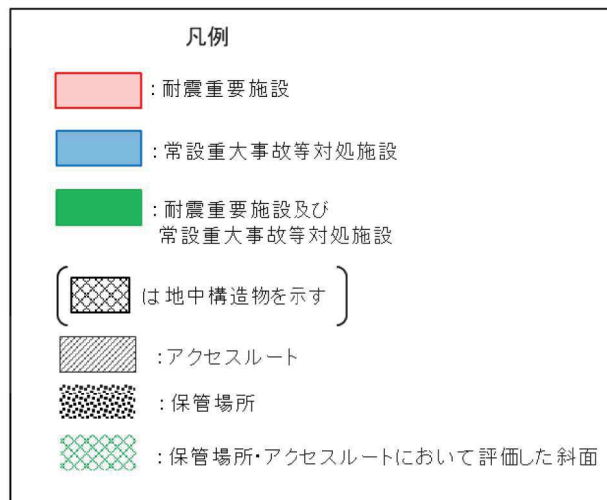 凡例
：耐震重要施設
：常設重大事故等対処施設
：耐震重要施設及び
常設重大事故等対処施設
は地中構造物を示す
：アクセスルート
：保管場所
：保管場所・アクセスルートにおいて評価した斜面